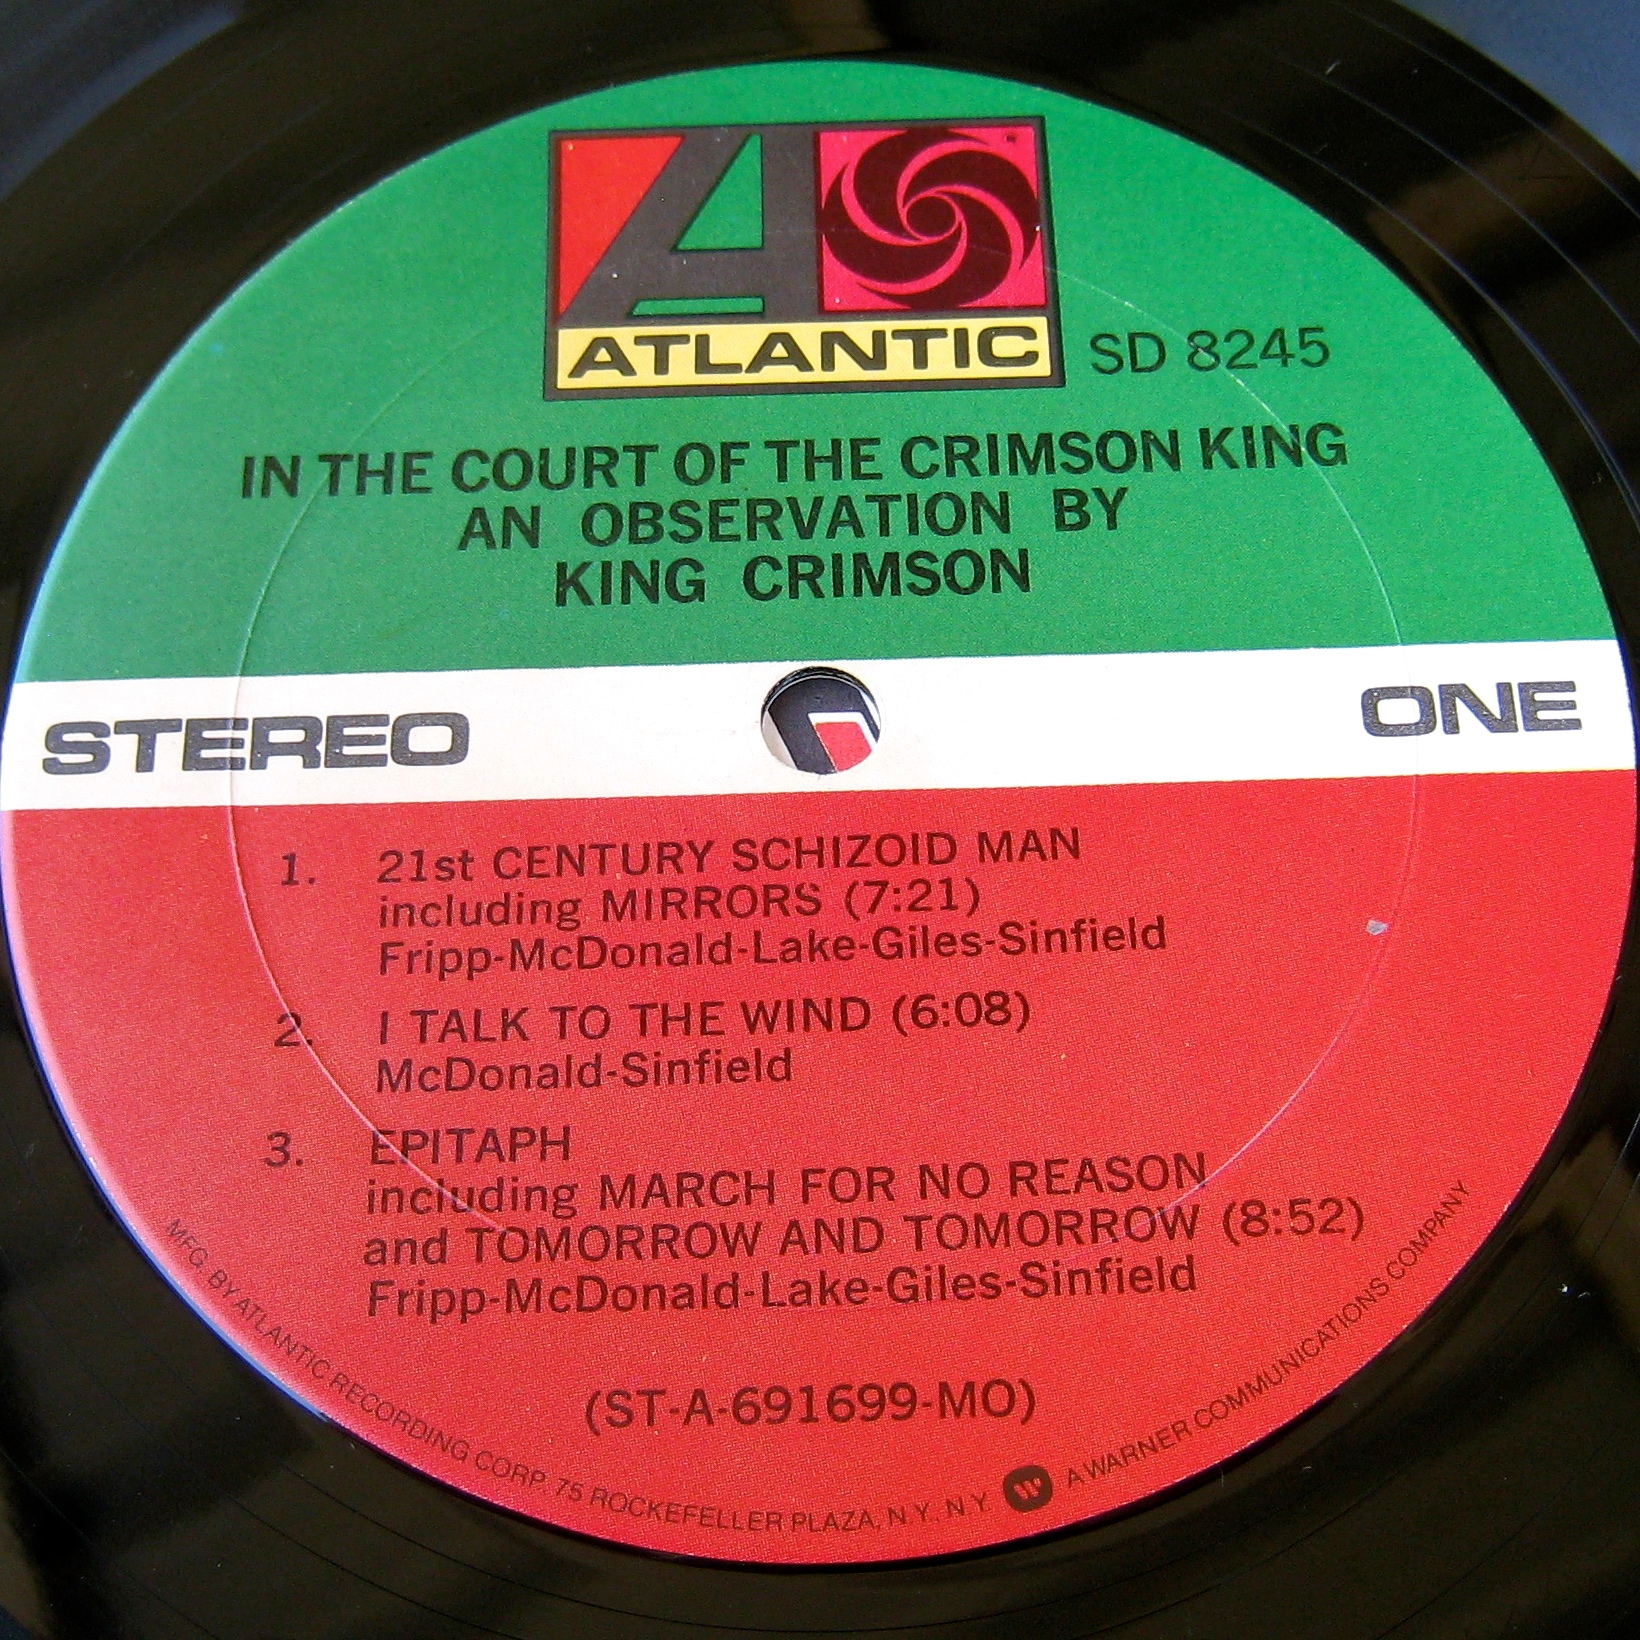 ATLANTIC
SD 8245
IN THE COURT OF THE CRIMSON KING
AN OBSERVATION BY
KING CRIMSON
STEREO
ONE
1. 21st CENTURY SCHIZOID MAN
including MIRRORS (7:21)
Fripp-McDonald-Lake-Giles-Sinfield
2. I TALK TO THE WIND (6:08)
McDonald-Sinfield
3. EPITAPH
including MARCH FOR NO REASON
and TOMORROW AND TOMORROW (8:52)
Fripp-McDonald-Lake-Giles-Sinfield
(ST-A-691699-MO)
MFG. BY ATLANTIC RECORDING CORP. 75 ROCKEFELLER PLAZA, N.Y., N.Y. A WARNER COMMUNICATIONS COMPANY